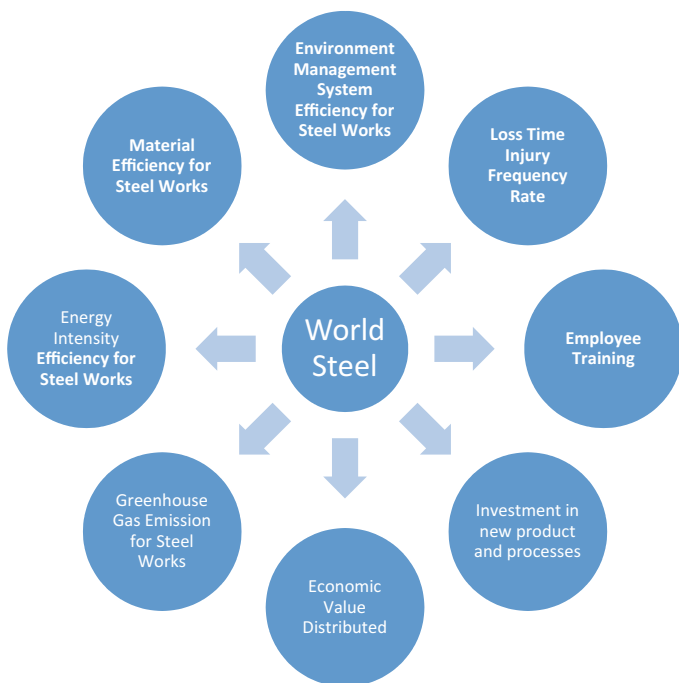 Environment
Management
System
Efficiency for
Steel Works
Loss Time
Injury
Frequency
Rate
Employee
Training
Investment in
new product
and processes
Economic
Value
Distributed
Greenhouse
Gas Emission
for Steel
Works
Energy
Intensity
Efficiency for
Steel Works
Material
Efficiency for
Steel Works
World
Steel